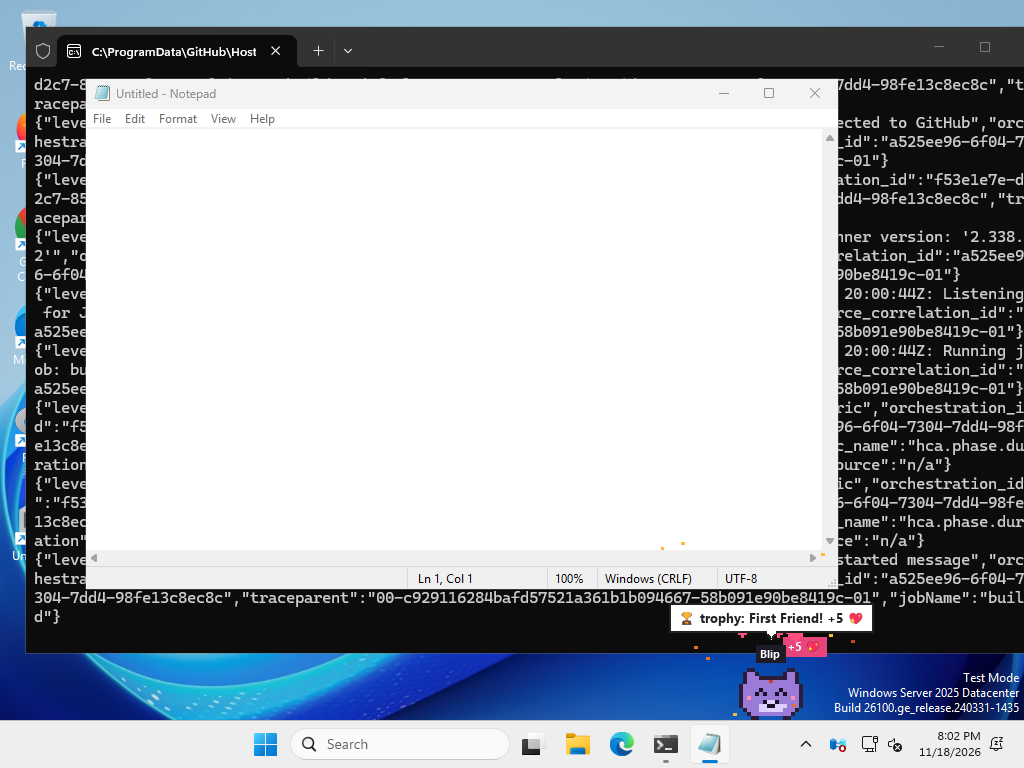 C:\ProgramData\GitHub\Host
Untitled - Notepad
File Edit Format View Help
Ln 1, Col 1
100%
Windows (CRLF)
UTF-8
d2c7-8
7dd4-98fe13c8ec8c","t
racepa
{"leve
ected to GitHub","orc
hestra
_id":"a525ee96-6f04-7
304-7d
c-01"}
{"leve
ation_id":"f53e1e7e-d
2c7-85
dd4-98fe13c8ec8c","tr
acepar
{"leve
nner version: '2.338.
2'","o
relation_id":"a525ee9
6-6f04
90be8419c-01"}
{"leve
20:00:44Z: Listening
for J
rce_correlation_id":"
a525ee
58b091e90be8419c-01"}
{"leve
20:00:44Z: Running j
ob: bu
rce_correlation_id":"
a525ee
58b091e90be8419c-01"}
{"leve
ric","orchestration_i
d":"f5
96-6f04-7304-7dd4-98f
e13c8e
c_name":"hca.phase.du
ration
ource":"n/a"}
{"leve
ic","orchestration_id
":"f53
6-6f04-7304-7dd4-98fe
13c8ec
_name":"hca.phase.dur
ation"
ce":"n/a"}
{"leve
started message","orc
hestra
_id":"a525ee96-6f04-7
304-7dd4-98fe13c8ec8c","traceparent":"00-c929116284bafd57521a361b1b094667-58b091e90be8419c-01","jobName":"buil
d"}
trophy: First Friend! +5
+5
Blip
Test Mode
Windows Server 2025 Datacenter
Build 26100.ge_release.240331-1435
Search
8:02 PM
11/18/2026